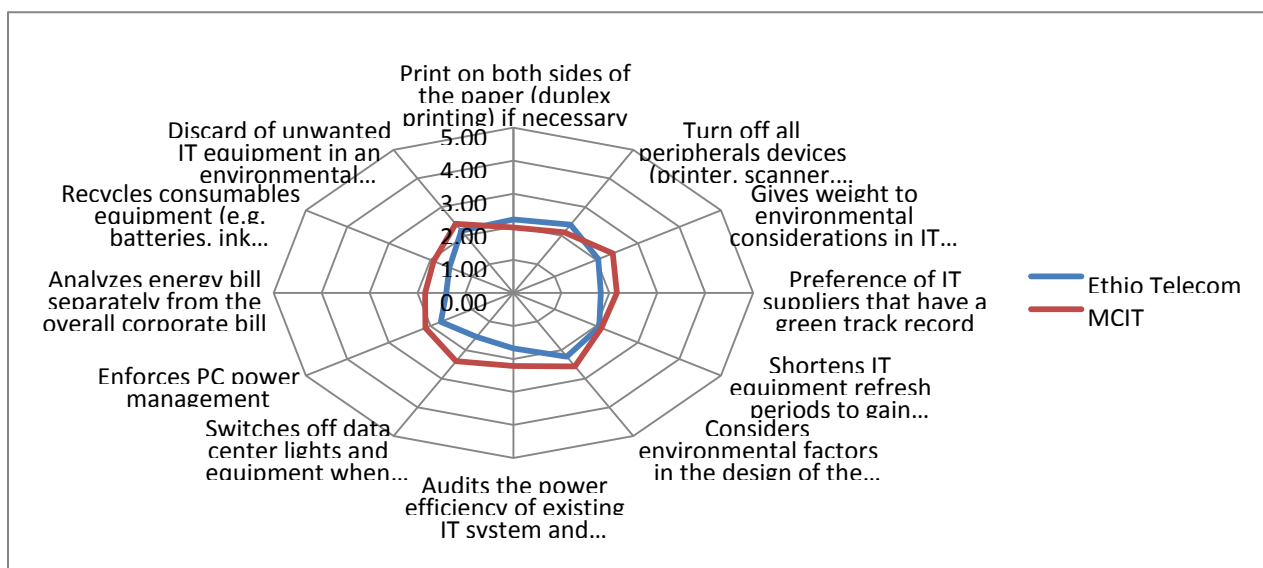 Print on both sides of
the paper (duplex
printing) if necessary
Turn off all
peripherals devices
(printer, scanner,...
Gives weight to
environmental
considerations in IT...
Preference of IT
suppliers that have a
green track record
Shortens IT
equipment refresh
periods to gain...
Considers
environmental factors
in the design of the...
Audits the power
efficiency of existing
IT system and...
Switches off data
center lights and
equipment when...
Enforces PC power
management
Analyzes energy bill
separately from the
overall corporate bill
Recycles consumables
equipment (e.g.
batteries, ink...
Discard of unwanted
IT equipment in an
environmental...
5.00
4.00
3.00
2.00
1.00
0.00
Ethio Telecom
MCIT